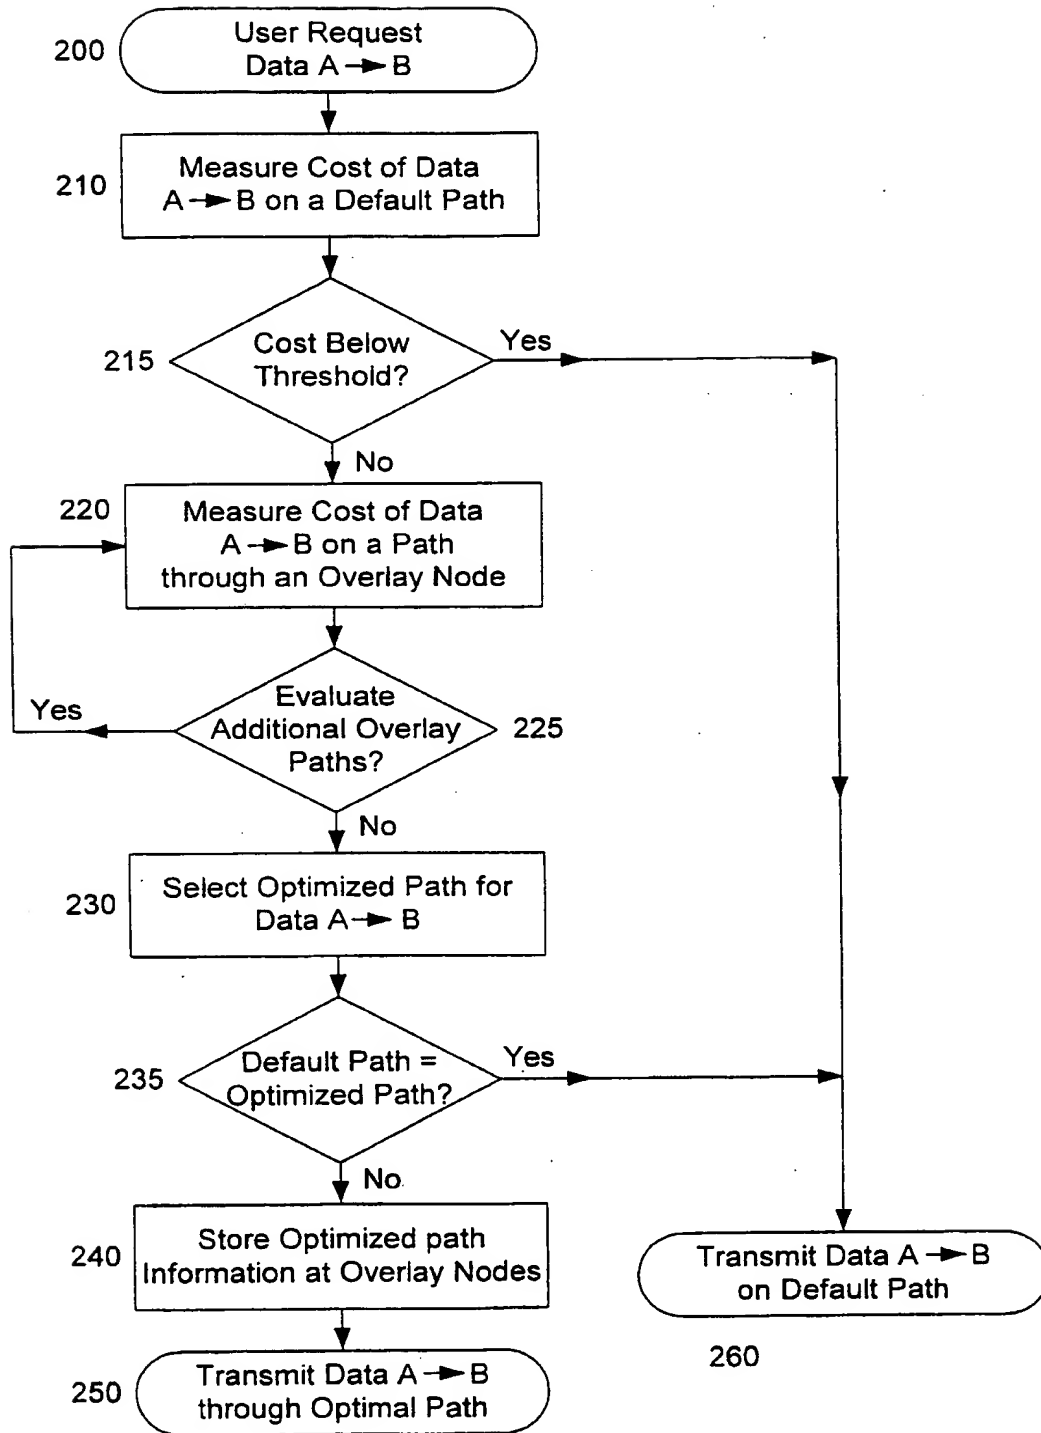 200
User Request
Data A → B
210
Measure Cost of Data
A → B on a Default Path
215
Cost Below
Threshold?
Yes
No
220
Measure Cost of Data
A → B on a Path
through an Overlay Node
Yes
Evaluate
Additional Overlay
Paths?
225
No
230
Select Optimized Path for
Data A → B
235
Default Path =
Optimized Path?
Yes
No
240
Store Optimized path
Information at Overlay Nodes
Transmit Data A → B
on Default Path
260
250
Transmit Data A → B
through Optimal Path